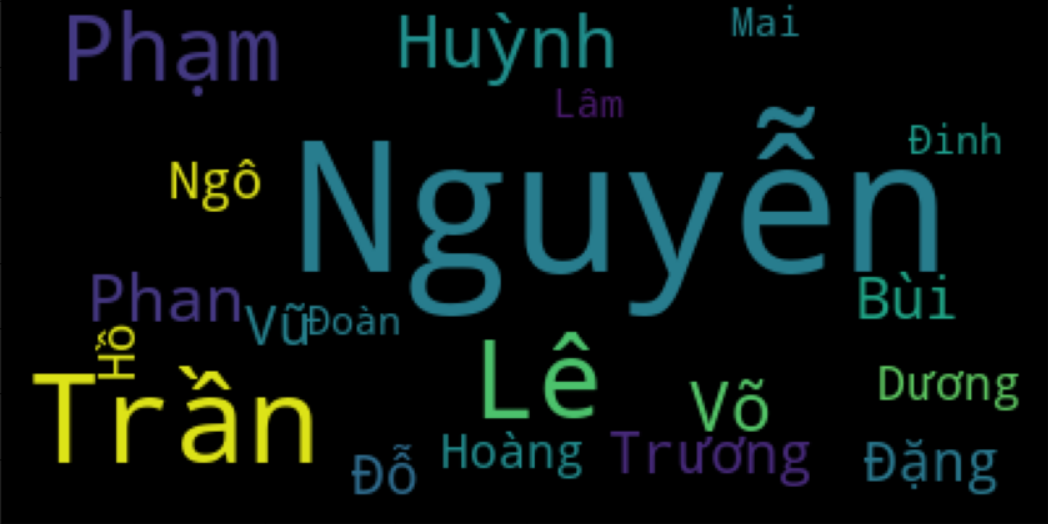 Phạm
Huỳnh
Mai
Lâm
Đinh
Ngô
Nguyễn
Phan
Vũ
Đoàn
Bùi
Hồ
Trần
Lê
Võ
Dương
Hoàng
Trương
Đỗ
Đặng